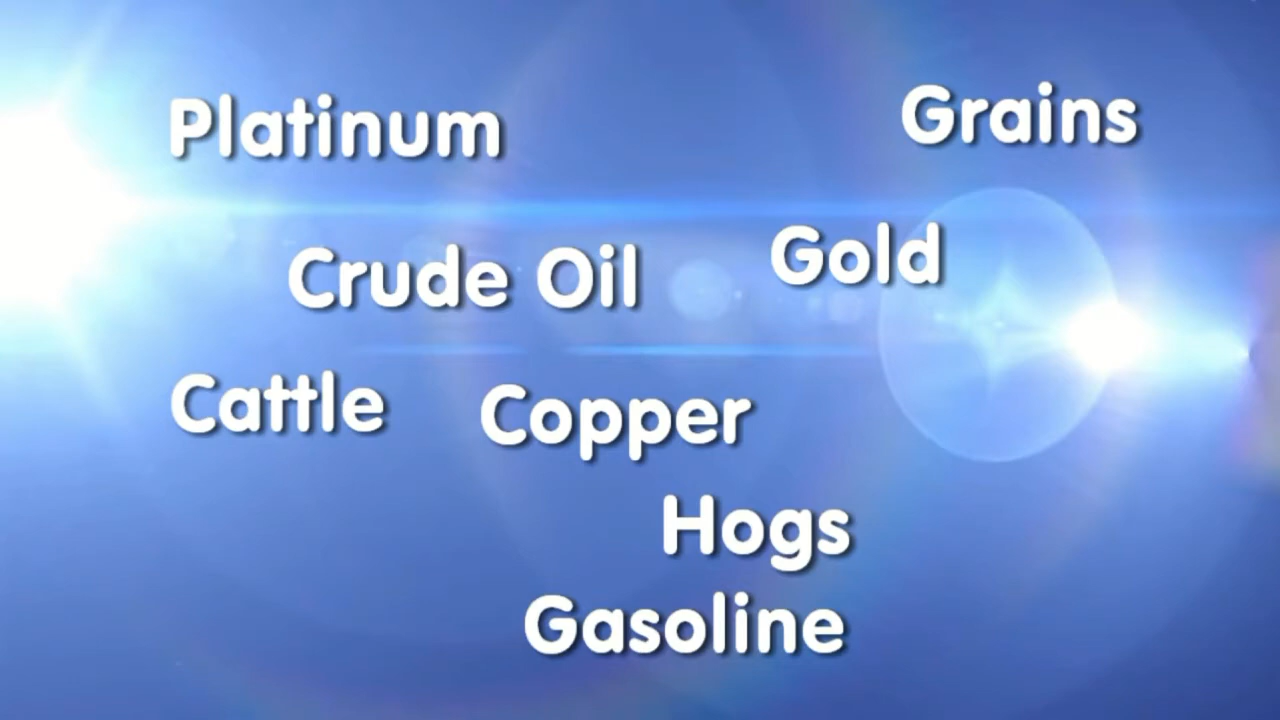 Platinum
Grains
Crude Oil
Gold
Cattle
Copper
Hogs
Gasoline